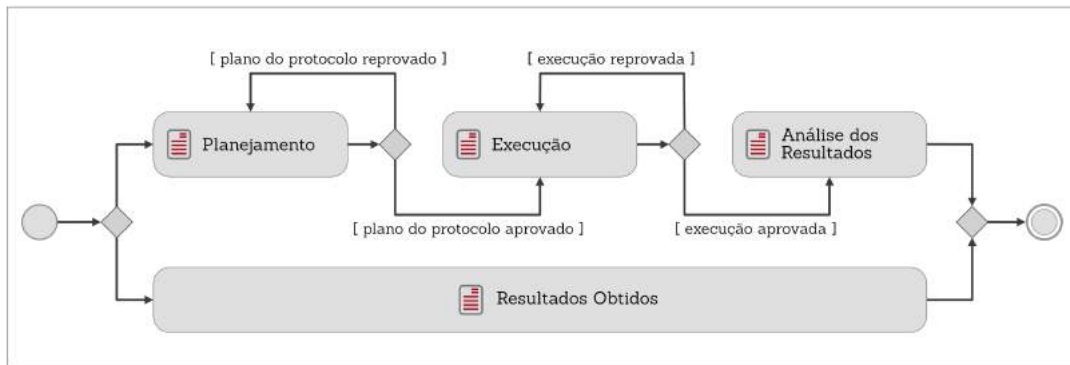 [ plano do protocolo reprovado ]
[ execução reprovada ]
Planejamento
Execução
Análise dos
Resultados
[ plano do protocolo aprovado ]
[ execução aprovada ]
Resultados Obtidos